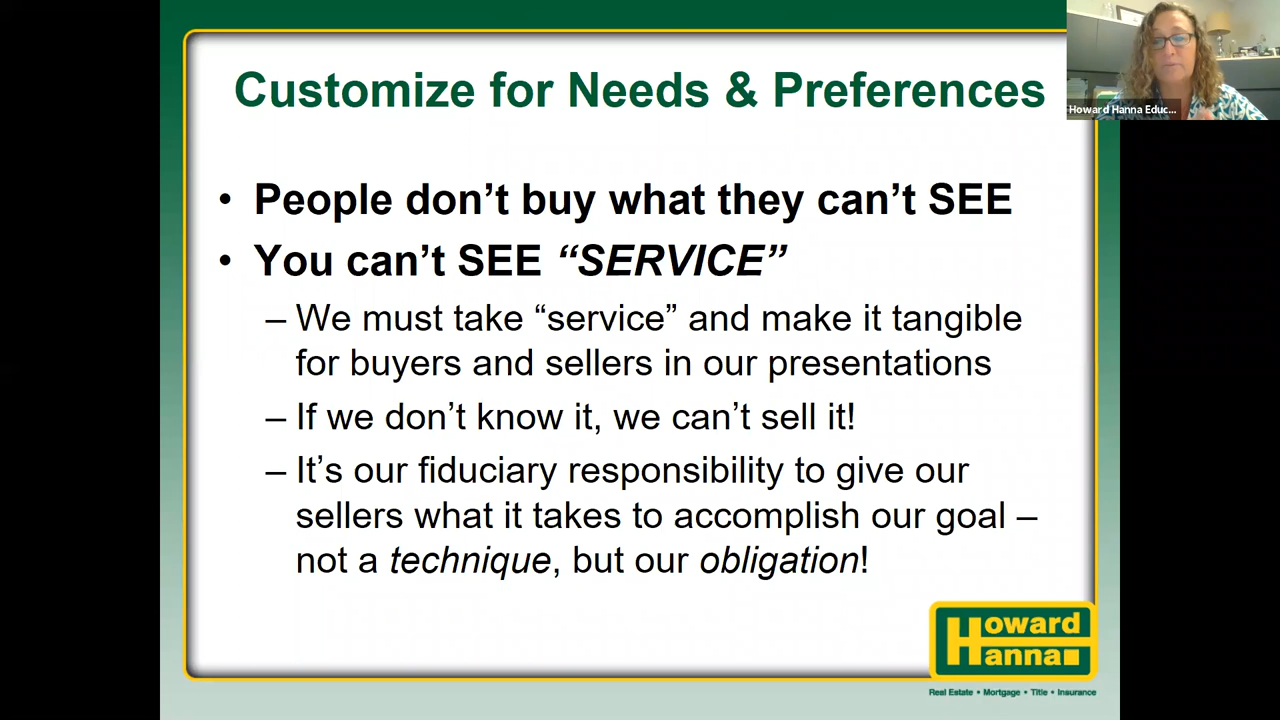 Customize for Needs & Preferences
Howard Hanna Educ...
• People don’t buy what they can’t SEE
• You can’t SEE “SERVICE”
– We must take “service” and make it tangible
for buyers and sellers in our presentations
– If we don’t know it, we can’t sell it!
– It’s our fiduciary responsibility to give our
sellers what it takes to accomplish our goal –
not a technique, but our obligation!
Howard
Hanna
Real Estate • Mortgage • Title • Insurance